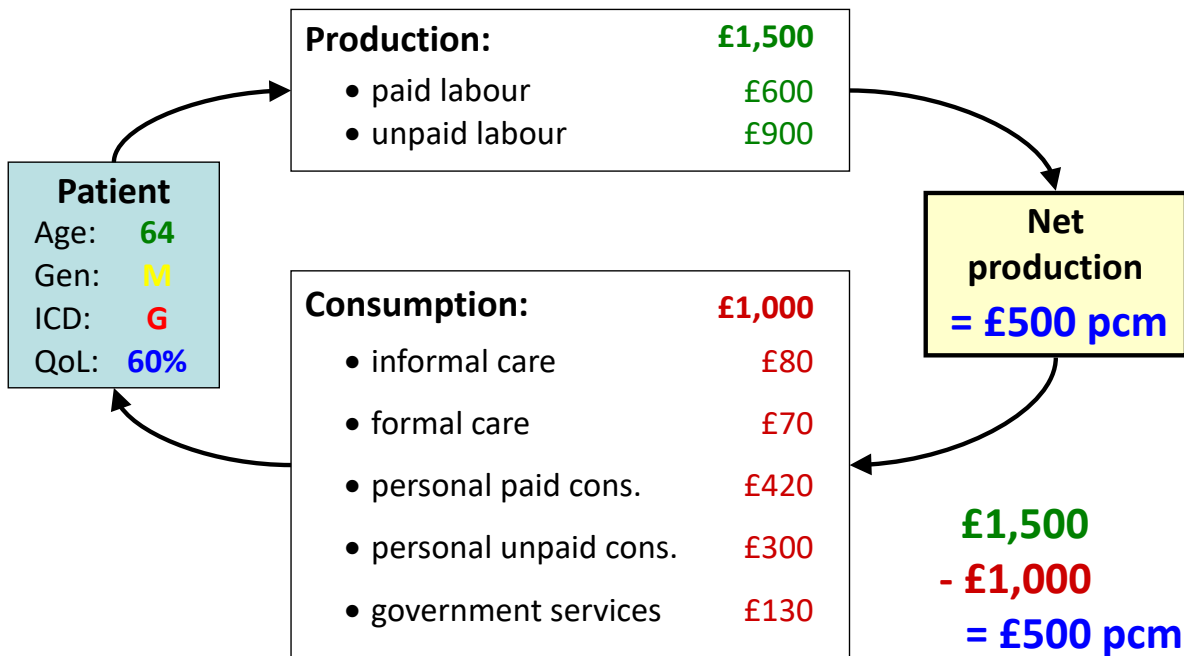 Production: £1,500
• paid labour £600
• unpaid labour £900
Patient
Age: 64
Gen: M
ICD: G
QoL: 60%
Net
production
= £500 pcm
Consumption: £1,000
• informal care £80
• formal care £70
• personal paid cons. £420
• personal unpaid cons. £300
• government services £130
£1,500
- £1,000
= £500 pcm